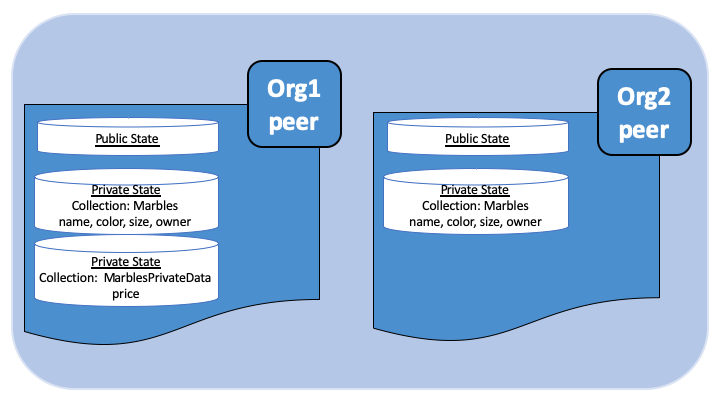 Org1
peer
Public State
Private State
Collection: Marbles
name, color, size, owner
Private State
Collection: MarblesPrivateData
price
Org2
peer
Public State
Private State
Collection: Marbles
name, color, size, owner